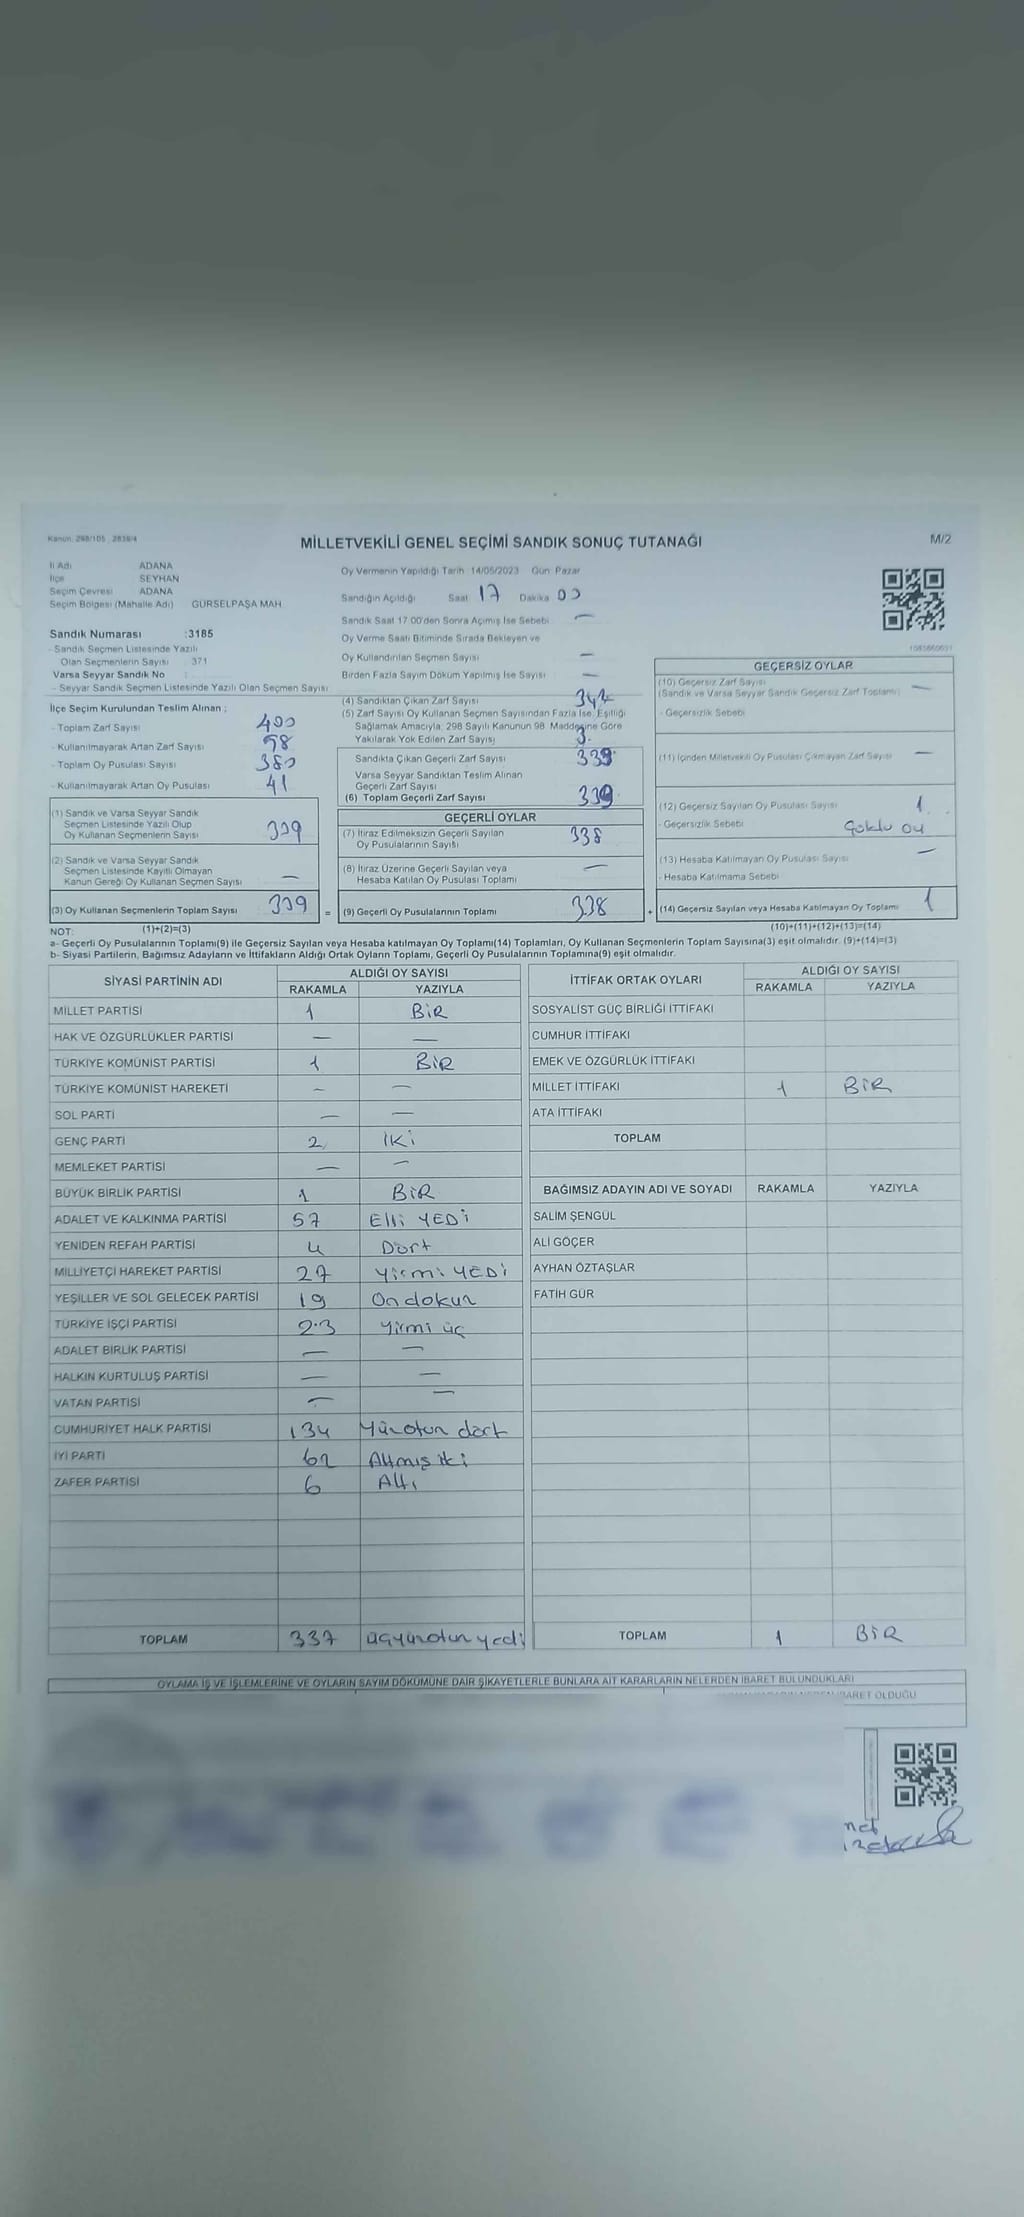 Kanun: 298/105 , 2839/4
MİLLETVEKİLİ GENEL SEÇİMİ SANDIK SONUÇ TUTANAĞI
M/2
İl Adı ADANA
İlçe SEYHAN
Seçim Çevresi ADANA
Seçim Bölgesi (Mahalle Adı) GÜRSELPAŞA MAH.
Sandık Numarası :3185
- Sandık Seçmen Listesinde Yazılı
Olan Seçmenlerin Sayısı : 371
Varsa Seyyar Sandık No :
- Seyyar Sandık Seçmen Listesinde Yazılı Olan Seçmen Sayısı:
İlçe Seçim Kurulundan Teslim Alınan ;
- Toplam Zarf Sayısı 400
- Kullanılmayarak Artan Zarf Sayısı 58
- Toplam Oy Pusulası Sayısı 380
- Kullanılmayarak Artan Oy Pusulası 41
(1) Sandık ve Varsa Seyyar Sandık
Seçmen Listesinde Yazılı Olup
Oy Kullanan Seçmenlerin Sayısı 339
(2) Sandık ve Varsa Seyyar Sandık
Seçmen Listesinde Kayıtlı Olmayan
Kanun Gereği Oy Kullanan Seçmen Sayısı —
(3) Oy Kullanan Seçmenlerin Toplam Sayısı 339 =
Oy Vermenin Yapıldığı Tarih :14/05/2023 Gün: Pazar
Sandığın Açıldığı Saat 17 Dakika 00
Sandık Saat 17:00'den Sonra Açımış İse Sebebi —
Oy Verme Saati Bitiminde Sırada Bekleyen ve
Oy Kullandırılan Seçmen Sayısı —
Birden Fazla Sayım Döküm Yapılmış İse Sayısı —
(4) Sandıktan Çıkan Zarf Sayısı 342
(5) Zarf Sayısı Oy Kullanan Seçmen Sayısından Fazla İse, Eşitliği
Sağlamak Amacıyla; 298 Sayılı Kanunun 98. Maddesine Göre
Yakılarak Yok Edilen Zarf Sayısı 3
Sandıkta Çıkan Geçerli Zarf Sayısı 339
Varsa Seyyar Sandıktan Teslim Alınan
Geçerli Zarf Sayısı
(6) Toplam Geçerli Zarf Sayısı 339
GEÇERLİ OYLAR
(7) İtiraz Edilmeksizin Geçerli Sayılan
Oy Pusulalarının Sayısı 338
(8) İtiraz Üzerine Geçerli Sayılan veya
Hesaba Katılan Oy Pusulası Toplamı —
(9) Geçerli Oy Pusulalarının Toplamı 338 +
GEÇERSİZ OYLAR
(10) Geçersiz Zarf Sayısı
(Sandık ve Varsa Seyyar Sandık Geçersiz Zarf Toplamı) —
- Geçersizlik Sebebi
(11) İçinden Milletvekili Oy Pusulası Çıkmayan Zarf Sayısı —
(12) Geçersiz Sayılan Oy Pusulası Sayısı 1
- Geçersizlik Sebebi
(13) Hesaba Katılmayan Oy Pusulası Sayısı —
- Hesaba Katılmama Sebebi
(14) Geçersiz Sayılan veya Hesaba Katılmayan Oy Toplamı 1
NOT: (1)+(2)=(3) (10)+(11)+(12)+(13)=(14)
a- Geçerli Oy Pusulalarının Toplamı(9) ile Geçersiz Sayılan veya Hesaba katılmayan Oy Toplamı(14) Toplamları, Oy Kullanan Seçmenlerin Toplam Sayısına(3) eşit olmalıdır. (9)+(14)=(3)
b- Siyasi Partilerin, Bağımsız Adayların ve İttifakların Aldığı Ortak Oyların Toplamı, Geçerli Oy Pusulalarının Toplamına(9) eşit olmalıdır.
SİYASİ PARTİNİN ADI ALDIĞI OY SAYISI
RAKAMLA YAZIYLA
MİLLET PARTİSİ 1 BİR
HAK VE ÖZGÜRLÜKLER PARTİSİ — —
TÜRKİYE KOMÜNİST PARTİSİ 1 BİR
TÜRKİYE KOMÜNİST HAREKETİ — —
SOL PARTİ — —
GENÇ PARTİ 2 İKİ
MEMLEKET PARTİSİ — —
BÜYÜK BİRLİK PARTİSİ 1 BİR
ADALET VE KALKINMA PARTİSİ 57 Elli YEDİ
YENİDEN REFAH PARTİSİ 4 Dört
MİLLİYETÇİ HAREKET PARTİSİ 27 Yirmi YEDİ
YEŞİLLER VE SOL GELECEK PARTİSİ 19 Ondokuz
TÜRKİYE İŞÇİ PARTİSİ 23 Yirmi üç
ADALET BİRLİK PARTİSİ — —
HALKIN KURTULUŞ PARTİSİ — —
VATAN PARTİSİ — —
CUMHURİYET HALK PARTİSİ 134 Yüzotuz dört
İYİ PARTİ 62 Altmış iki
ZAFER PARTİSİ 6 Altı
TOPLAM 337 üçyüzotuz yedi
İTTİFAK ORTAK OYLARI ALDIĞI OY SAYISI
RAKAMLA YAZIYLA
SOSYALİST GÜÇ BİRLİĞİ İTTİFAKI
CUMHUR İTTİFAKI
EMEK VE ÖZGÜRLÜK İTTİFAKI
MİLLET İTTİFAKI 1 BİR
ATA İTTİFAKI
TOPLAM
BAĞIMSIZ ADAYIN ADI VE SOYADI RAKAMLA YAZIYLA
SALİM ŞENGÜL
ALİ GÖÇER
AYHAN ÖZTAŞLAR
FATİH GÜR
TOPLAM 1 BİR
OYLAMA İŞ VE İŞLEMLERİNE VE OYLARIN SAYIM DÖKÜMÜNE DAİR ŞİKAYETLERLE BUNLARA AİT KARARLARIN NELERDEN İBARET BULUNDUKLARI
İBARET OLDUĞU